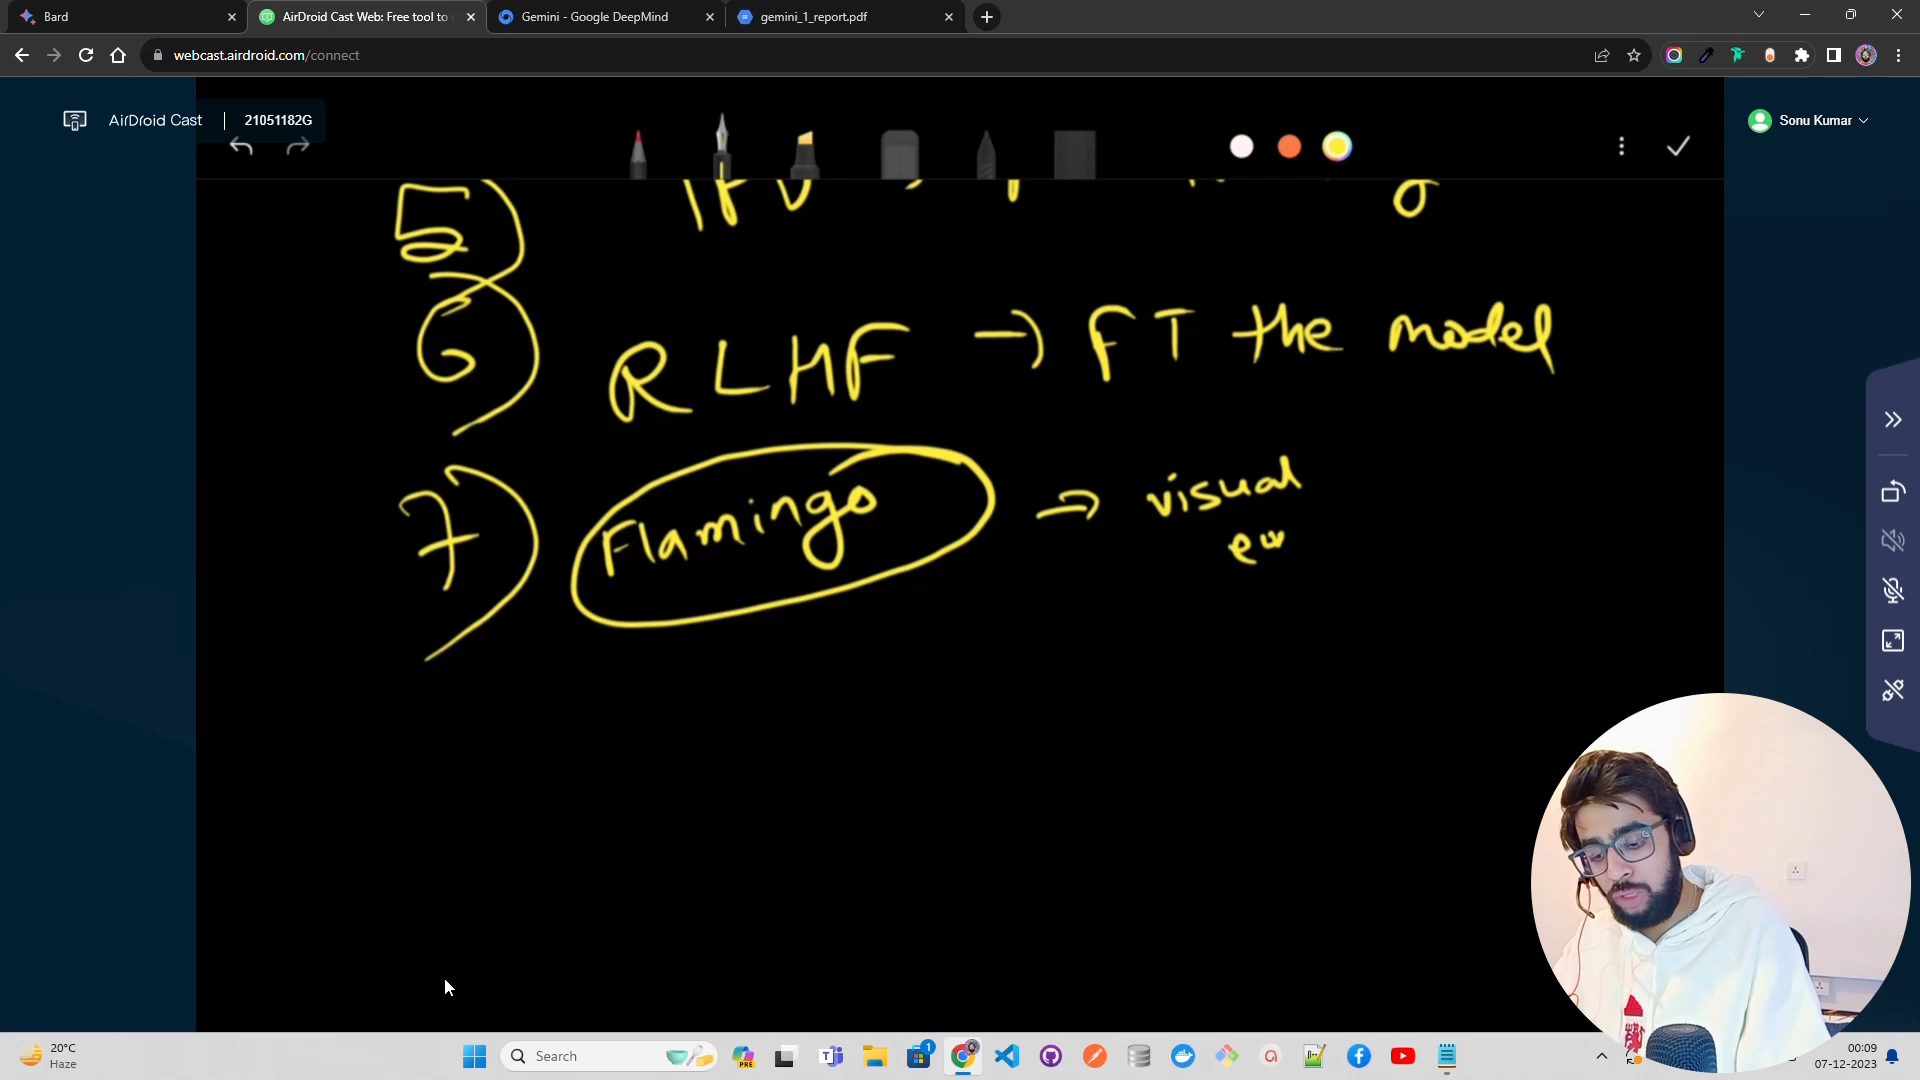 Bard
AirDroid Cast Web: Free tool to
Gemini - Google DeepMind
gemini_1_report.pdf
webcast.airdroid.com/connect
AirDroid Cast
21051182G
Sonu Kumar
5)
6) RLHF → FT the model
7) Flamingo ⇒ visual
20°C
Haze
Search
PRE
1
00:09
07-12-2023